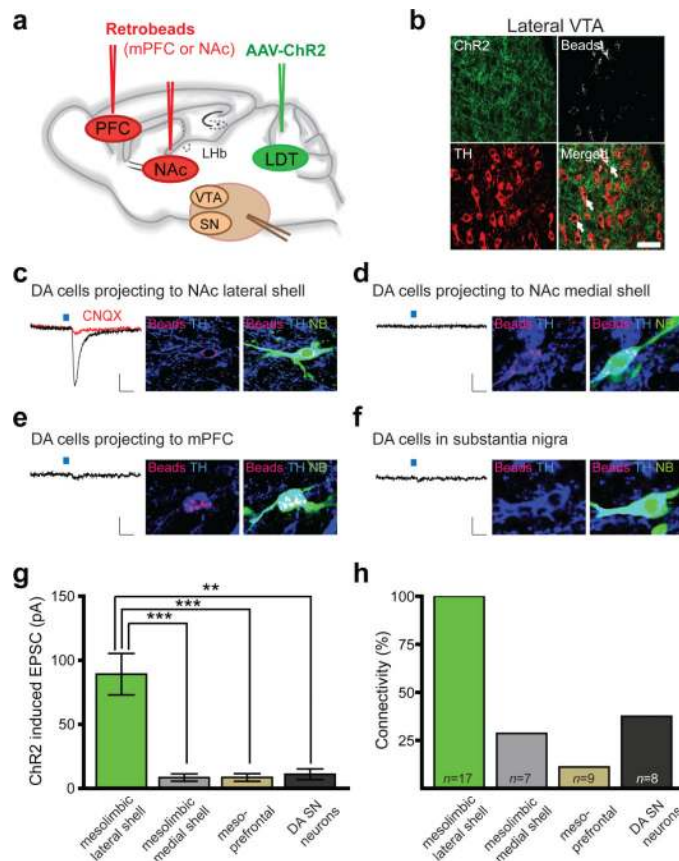 a
Retrobeads
(mPFC or NAc)
AAV-ChR2
PFC
NAc
LHb
LDT
VTA
SN
b
Lateral VTA
ChR2
Beads
TH
Merge
c
DA cells projecting to NAc lateral shell
CNQX
Beads TH
Beads TH NB
d
DA cells projecting to NAc medial shell
Beads TH
Beads TH NB
e
DA cells projecting to mPFC
Beads TH
Beads TH NB
f
DA cells in substantia nigra
Beads TH
Beads TH NB
g
ChR2 induced EPSC (pA)
150
100
50
0
**
***
***
mesolimbic
lateral shell
mesolimbic
medial shell
meso-
prefrontal
DA SN
neurons
h
Connectivity (%)
100
75
50
25
n=17
n=7
n=9
n=8
mesolimbic
lateral shell
mesolimbic
medial shell
meso-
prefrontal
DA SN
neurons